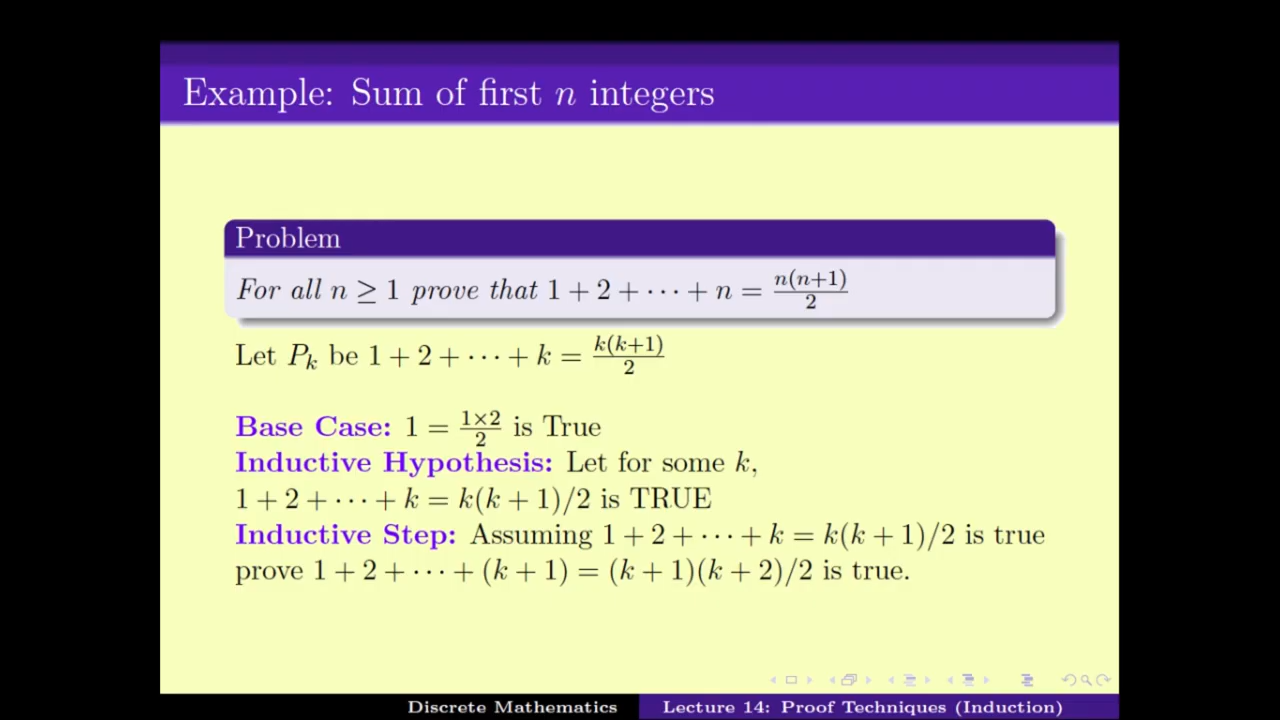 Example: Sum of first n integers
Problem
For all n ≥ 1 prove that 1 + 2 + ⋯ + n = n(n+1)/2
Let Pₖ be 1 + 2 + ⋯ + k = k(k+1)/2
Base Case: 1 = 1×2/2 is True
Inductive Hypothesis: Let for some k,
1 + 2 + ⋯ + k = k(k + 1)/2 is TRUE
Inductive Step: Assuming 1 + 2 + ⋯ + k = k(k + 1)/2 is true
prove 1 + 2 + ⋯ + (k + 1) = (k + 1)(k + 2)/2 is true.
Discrete Mathematics Lecture 14: Proof Techniques (Induction)